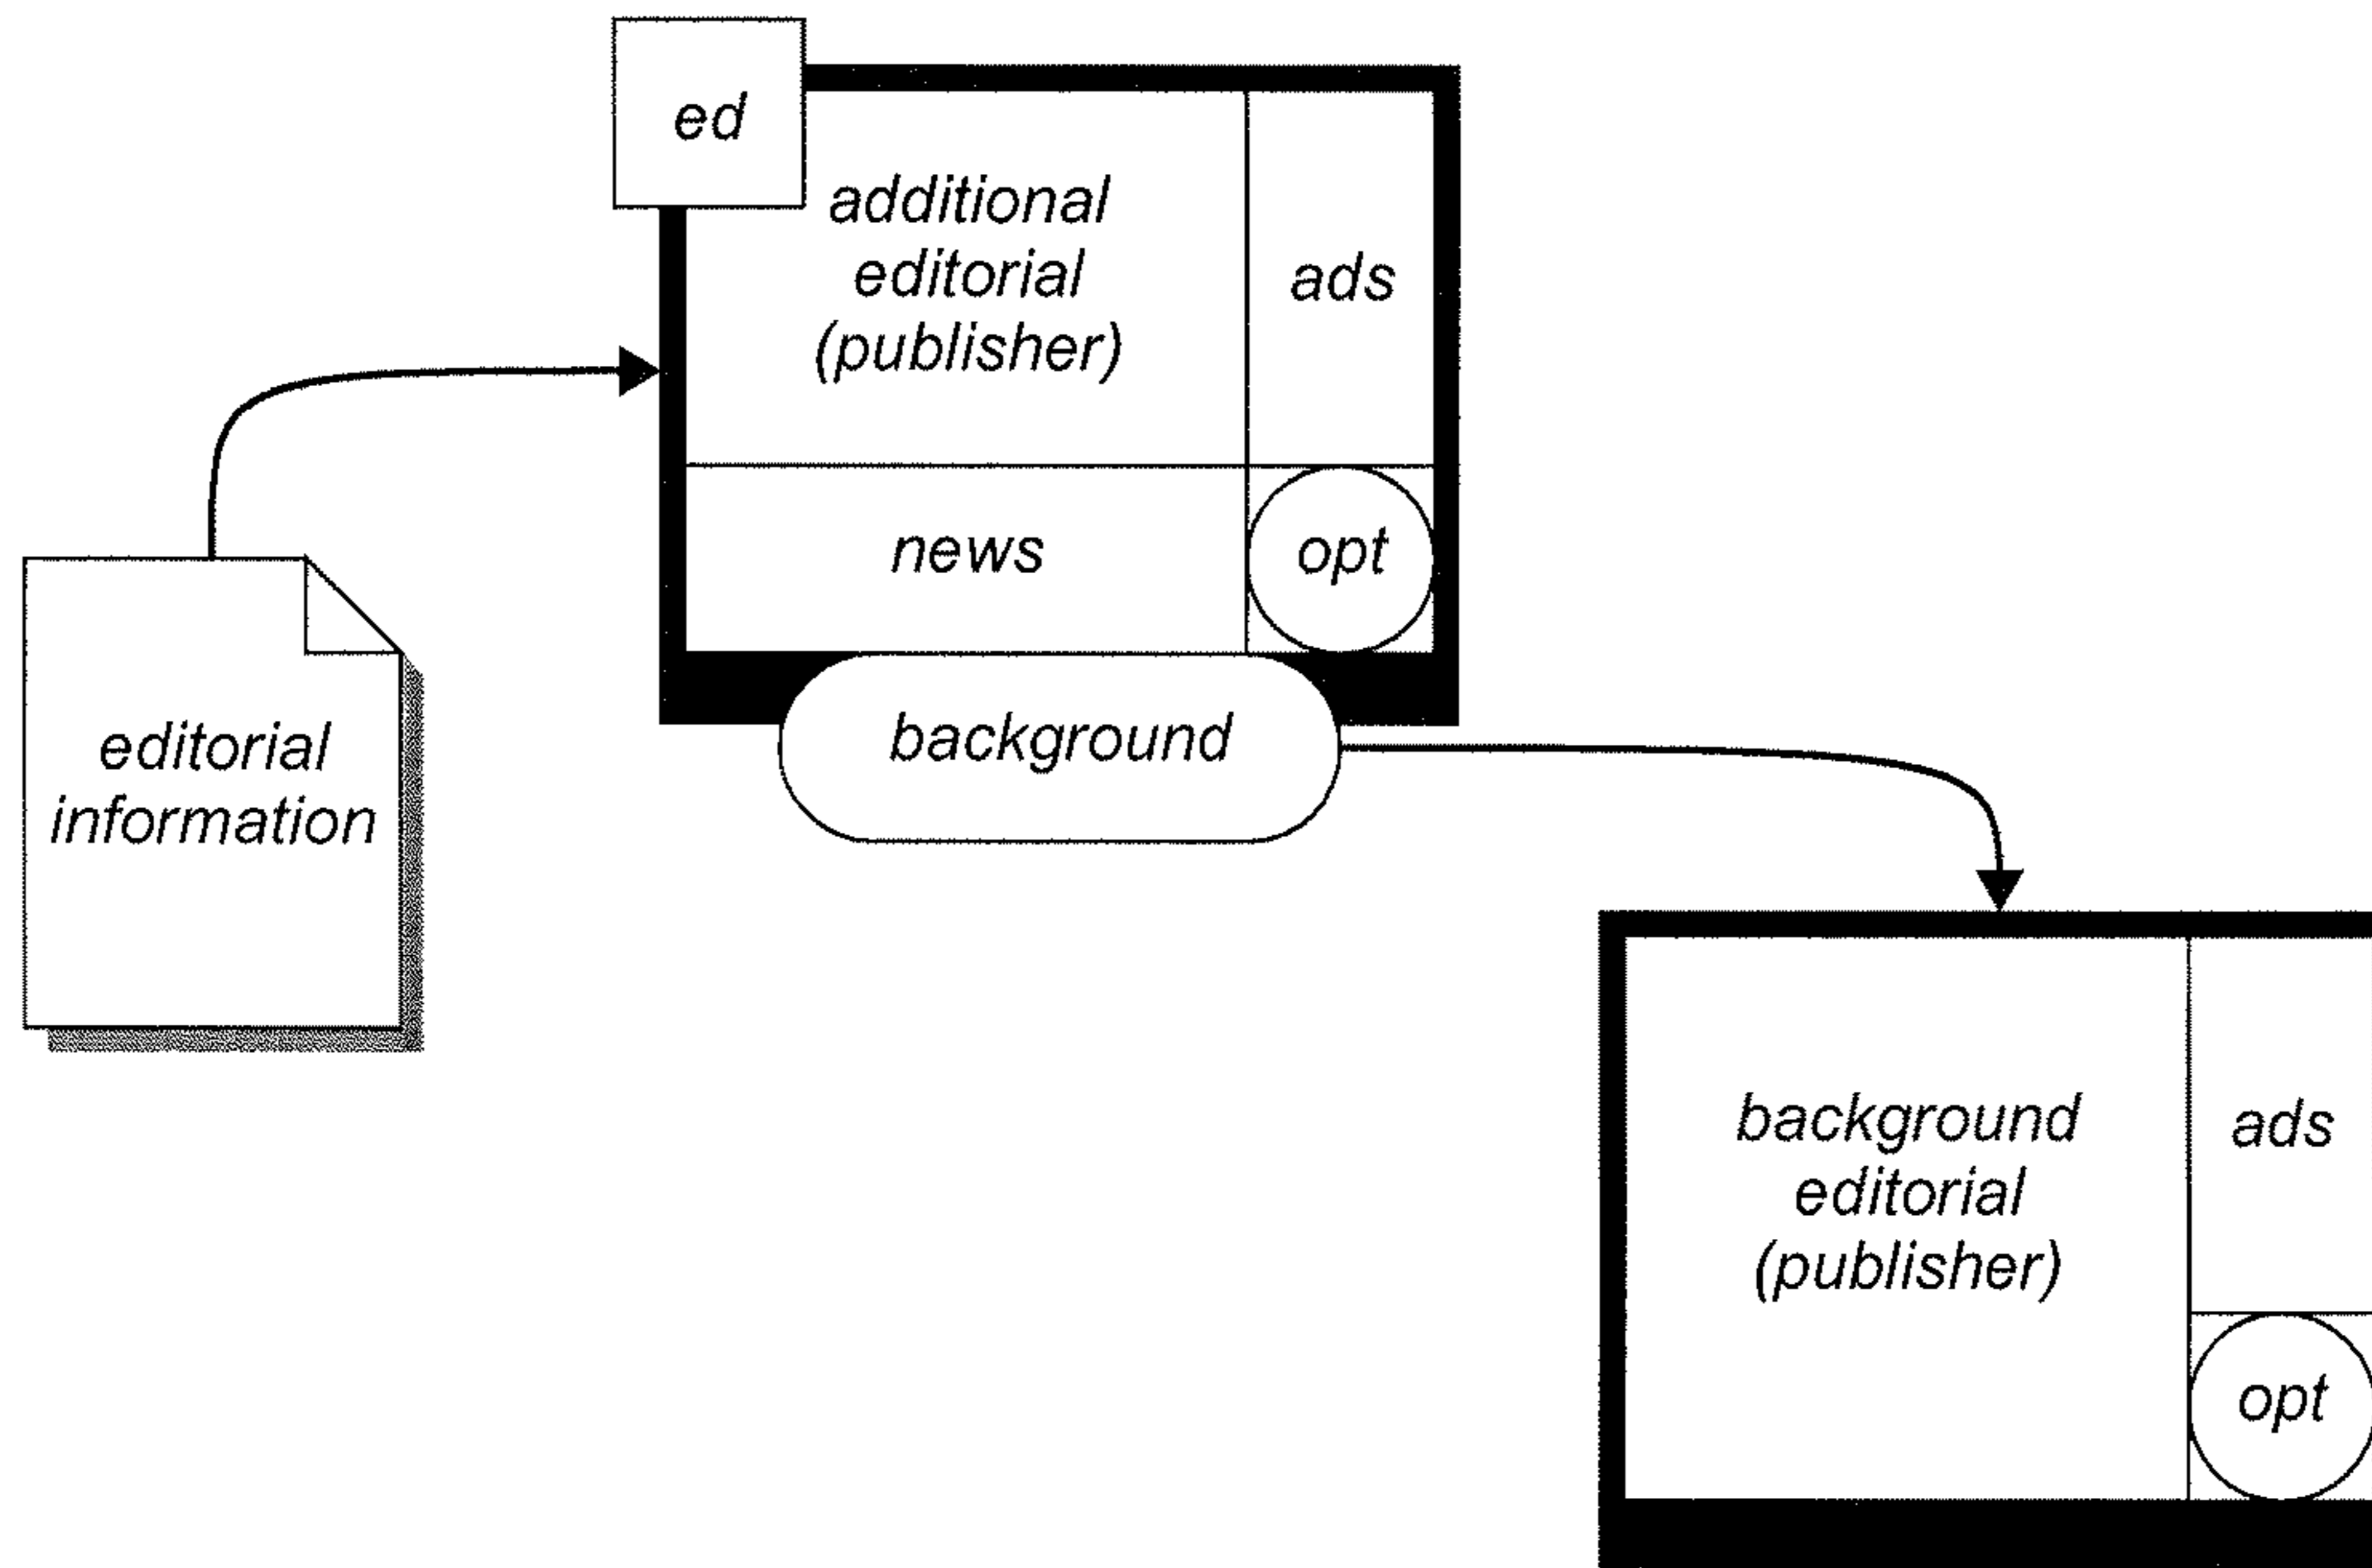 ed
additional
editorial
(publisher)
ads
news
opt
background
editorial
information
background
editorial
(publisher)
ads
opt